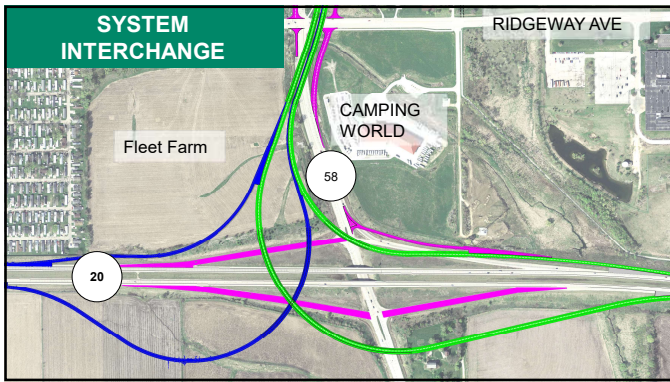 SYSTEM
INTERCHANGE
RIDGEWAY AVE
CAMPING
WORLD
Fleet Farm
58
20